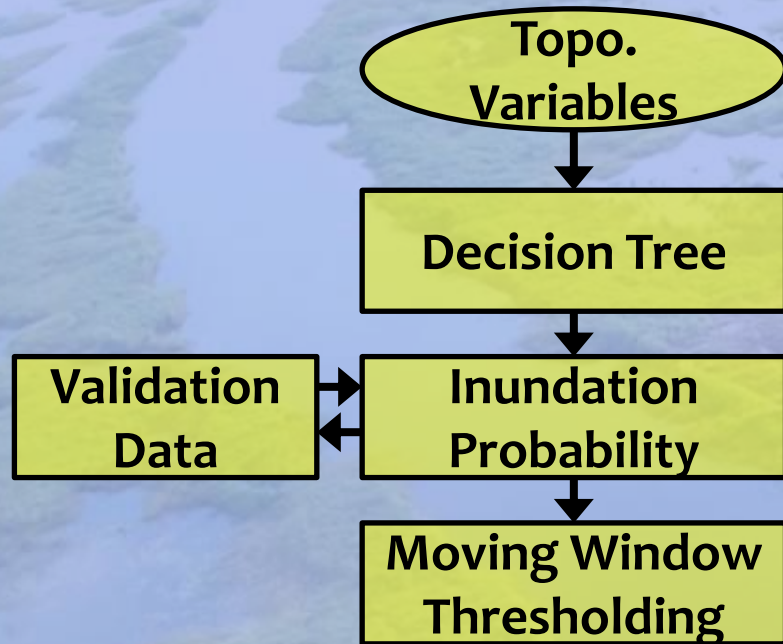 Topo.
Variables
Decision Tree
Validation
Data
Inundation
Probability
Moving Window
Thresholding